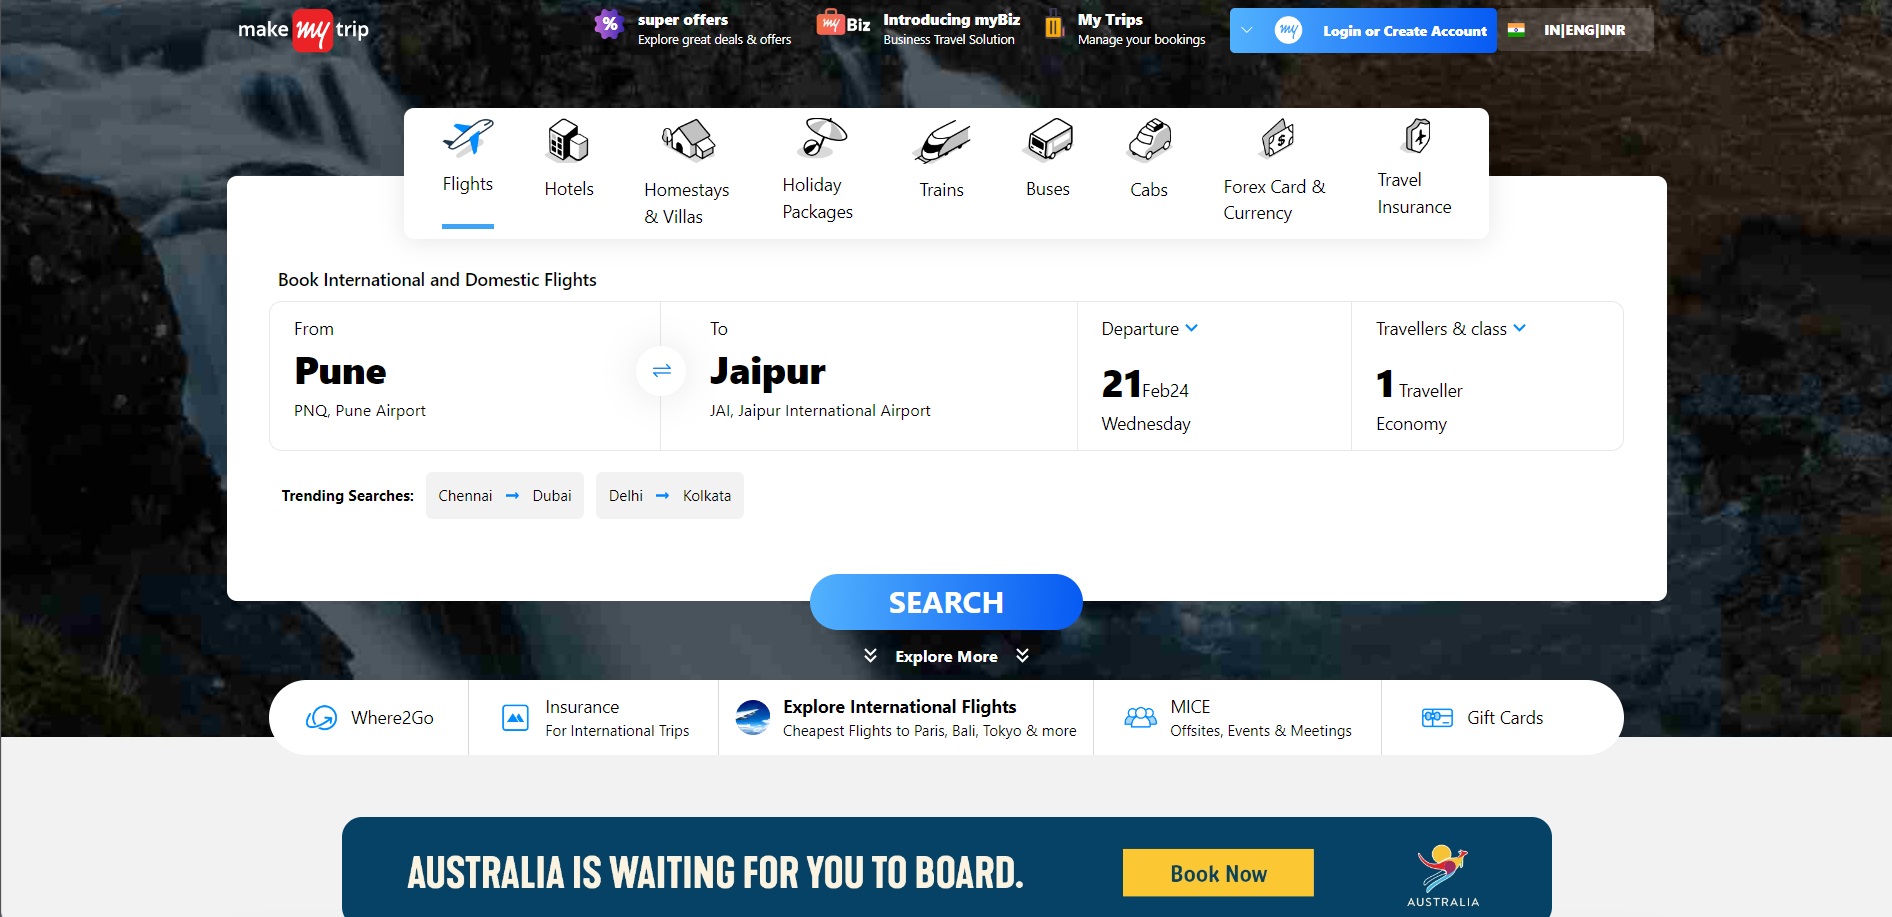 make my trip
%
super offers
Explore great deals & offers
my Biz
Introducing myBiz
Business Travel Solution
My Trips
Manage your bookings
my
Login or Create Account
IN|ENG|INR
Flights
Hotels
Homestays
& Villas
Holiday
Packages
Trains
Buses
Cabs
$
Forex Card &
Currency
Travel
Insurance
Book International and Domestic Flights
From
Pune
PNQ, Pune Airport
To
Jaipur
JAI, Jaipur International Airport
Departure
21Feb24
Wednesday
Travellers & class
1 Traveller
Economy
Trending Searches:
Chennai
Dubai
Delhi
Kolkata
SEARCH
Explore More
Where2Go
Insurance
For International Trips
Explore International Flights
Cheapest Flights to Paris, Bali, Tokyo & more
MICE
Offsites, Events & Meetings
Gift Cards
AUSTRALIA IS WAITING FOR YOU TO BOARD.
Book Now
AUSTRALIA